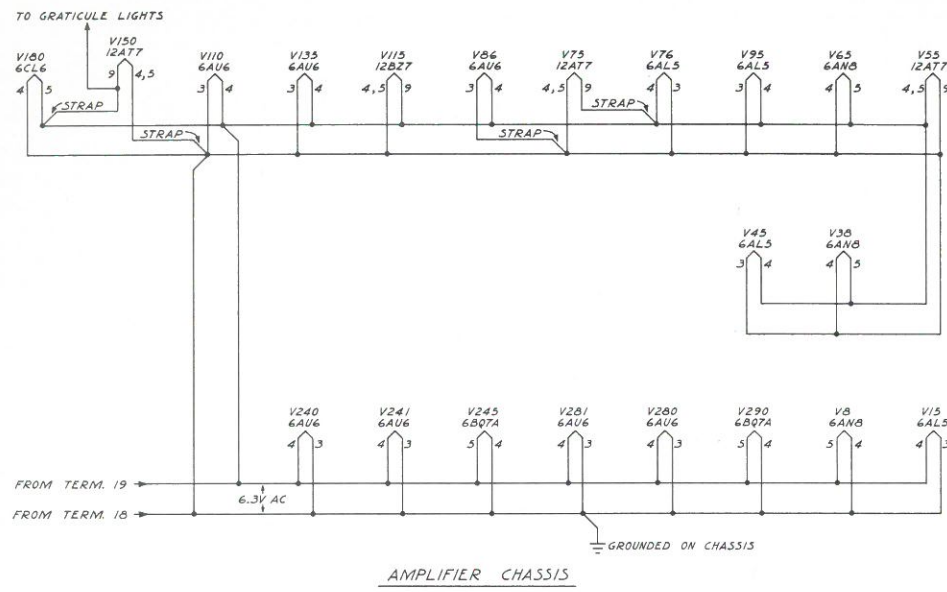 TO GRATICULE LIGHTS
V180 V150 V110 V135 V115 V86 V75 V76 V95 V65 V55
6CL6 12AT7 6AU6 6AU6 12BZ7 6AU6 12AT7 6AL5 6AL5 6AN8 12AT7
4 5 9 4,5 3 4 3 4 4,5 9 3 4 4,5 9 4 3 3 4 4 5 4,5 9
STRAP
STRAP
STRAP
STRAP
V45 V38
6AL5 6AN8
3 4 4 5
V240 V241 V245 V281 V280 V290 V8 V15
6AU6 6AU6 6BQ7A 6AU6 6AU6 6BQ7A 6AN8 6AL5
4 3 4 3 5 4 4 3 4 3 5 4 5 4 4 3
FROM TERM. 19
6.3V AC
FROM TERM. 18
GROUNDED ON CHASSIS
AMPLIFIER CHASSIS